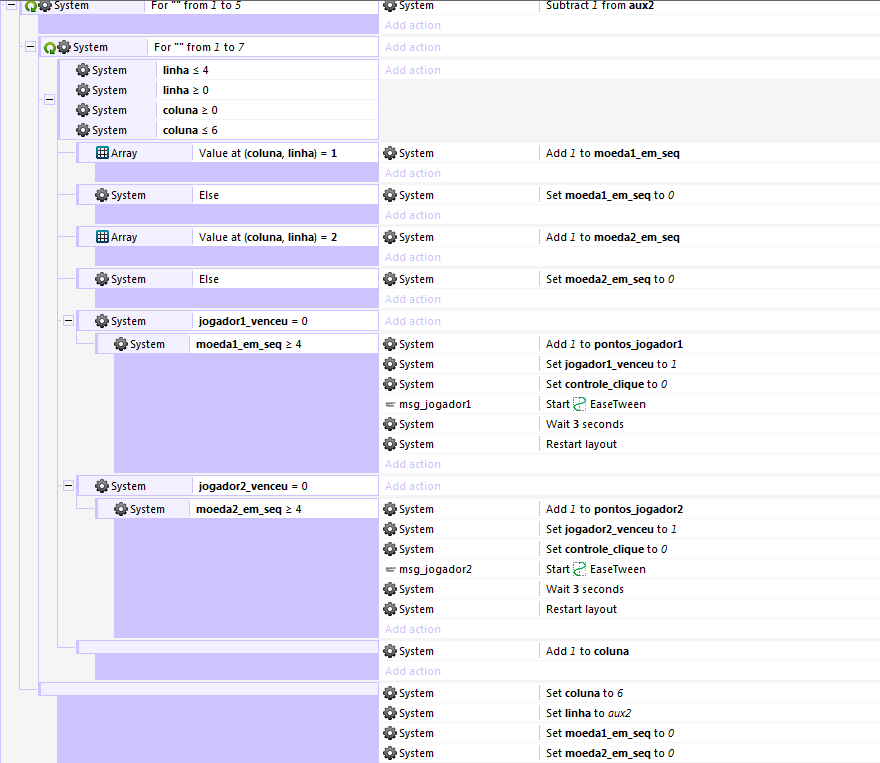 System For "" from 1 to 5 System Subtract 1 from aux2
Add action
System For "" from 1 to 7 Add action
System linha ≤ 4 Add action
System linha ≥ 0
System coluna ≥ 0
System coluna ≤ 6
Array Value at (coluna, linha) = 1 System Add 1 to moeda1_em_seq
Add action
System Else System Set moeda1_em_seq to 0
Add action
Array Value at (coluna, linha) = 2 System Add 1 to moeda2_em_seq
Add action
System Else System Set moeda2_em_seq to 0
Add action
System jogador1_venceu = 0 Add action
System moeda1_em_seq ≥ 4 System Add 1 to pontos_jogador1
System Set jogador1_venceu to 1
System Set controle_clique to 0
msg_jogador1 Start EaseTween
System Wait 3 seconds
System Restart layout
Add action
System jogador2_venceu = 0 Add action
System moeda2_em_seq ≥ 4 System Add 1 to pontos_jogador2
System Set jogador2_venceu to 1
System Set controle_clique to 0
msg_jogador2 Start EaseTween
System Wait 3 seconds
System Restart layout
Add action
System Add 1 to coluna
Add action
System Set coluna to 6
System Set linha to aux2
System Set moeda1_em_seq to 0
System Set moeda2_em_seq to 0